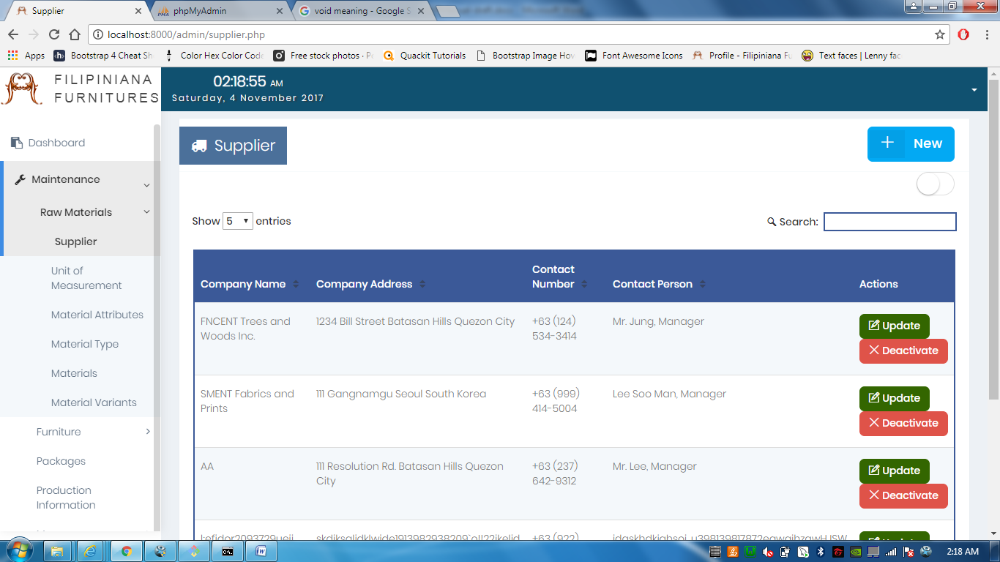 Supplier
phpMyAdmin
void meaning - Google S
localhost:8000/admin/supplier.php
Apps
Bootstrap 4 Cheat Sh
Color Hex Color Code
Free stock photos · Pe
Quackit Tutorials
Bootstrap Image Hov
Font Awesome Icons
Profile - Filipiniana Fu
Text faces | Lenny fac
FILIPINIANA
FURNITURES
02:18:55 AM
Saturday, 4 November 2017
Dashboard
Maintenance
Raw Materials
Supplier
Unit of
Measurement
Material Attributes
Material Type
Materials
Material Variants
Furniture
Packages
Production
Information
Supplier
New
Show 5 entries
Search:
Company Name
Company Address
Contact
Number
Contact Person
Actions
FNCENT Trees and
Woods Inc.
1234 Bill Street Batasan Hills Quezon City
+63 (124)
534-3414
Mr. Jung, Manager
Update
Deactivate
SMENT Fabrics and
Prints
111 Gangnamgu Seoul South Korea
+63 (999)
414-5004
Lee Soo Man, Manager
Update
Deactivate
AA
111 Resolution Rd. Batasan Hills Quezon
City
+63 (237)
642-9312
Mr. Lee, Manager
Update
Deactivate
+63 (922)
Update
2:18 AM